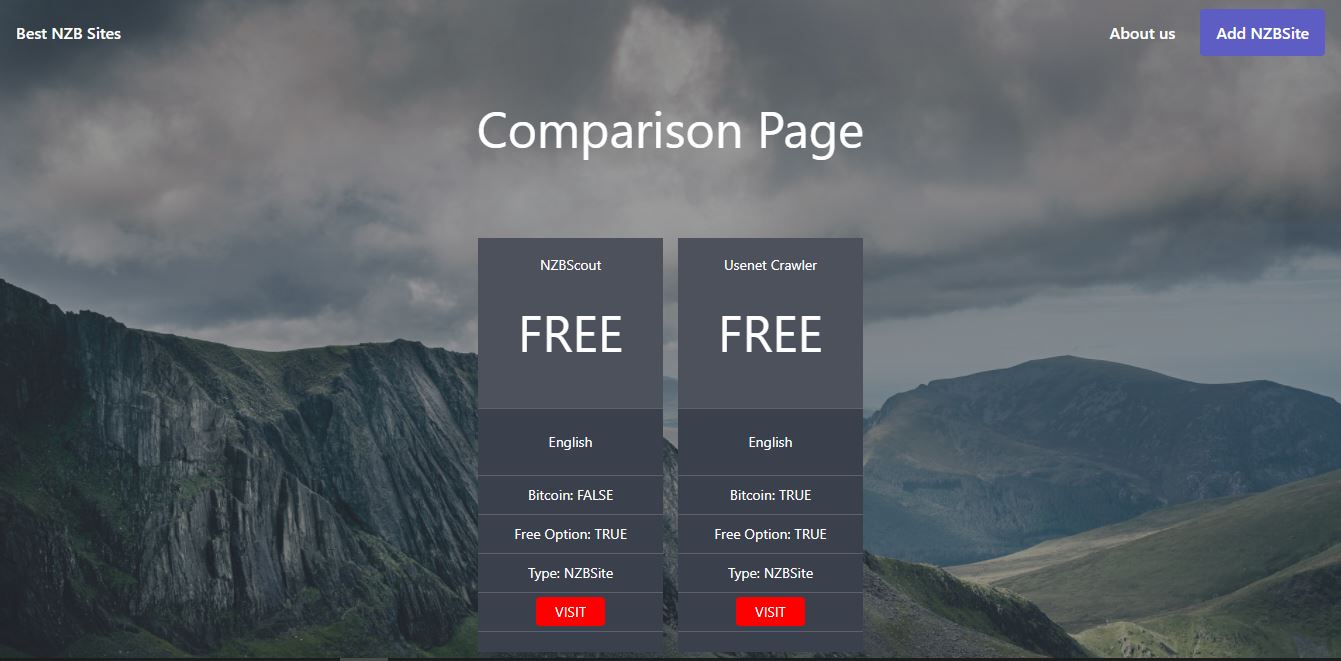 Best NZB Sites
About us
Add NZBSite
Comparison Page
NZBScout
FREE
English
Bitcoin: FALSE
Free Option: TRUE
Type: NZBSite
VISIT
Usenet Crawler
FREE
English
Bitcoin: TRUE
Free Option: TRUE
Type: NZBSite
VISIT